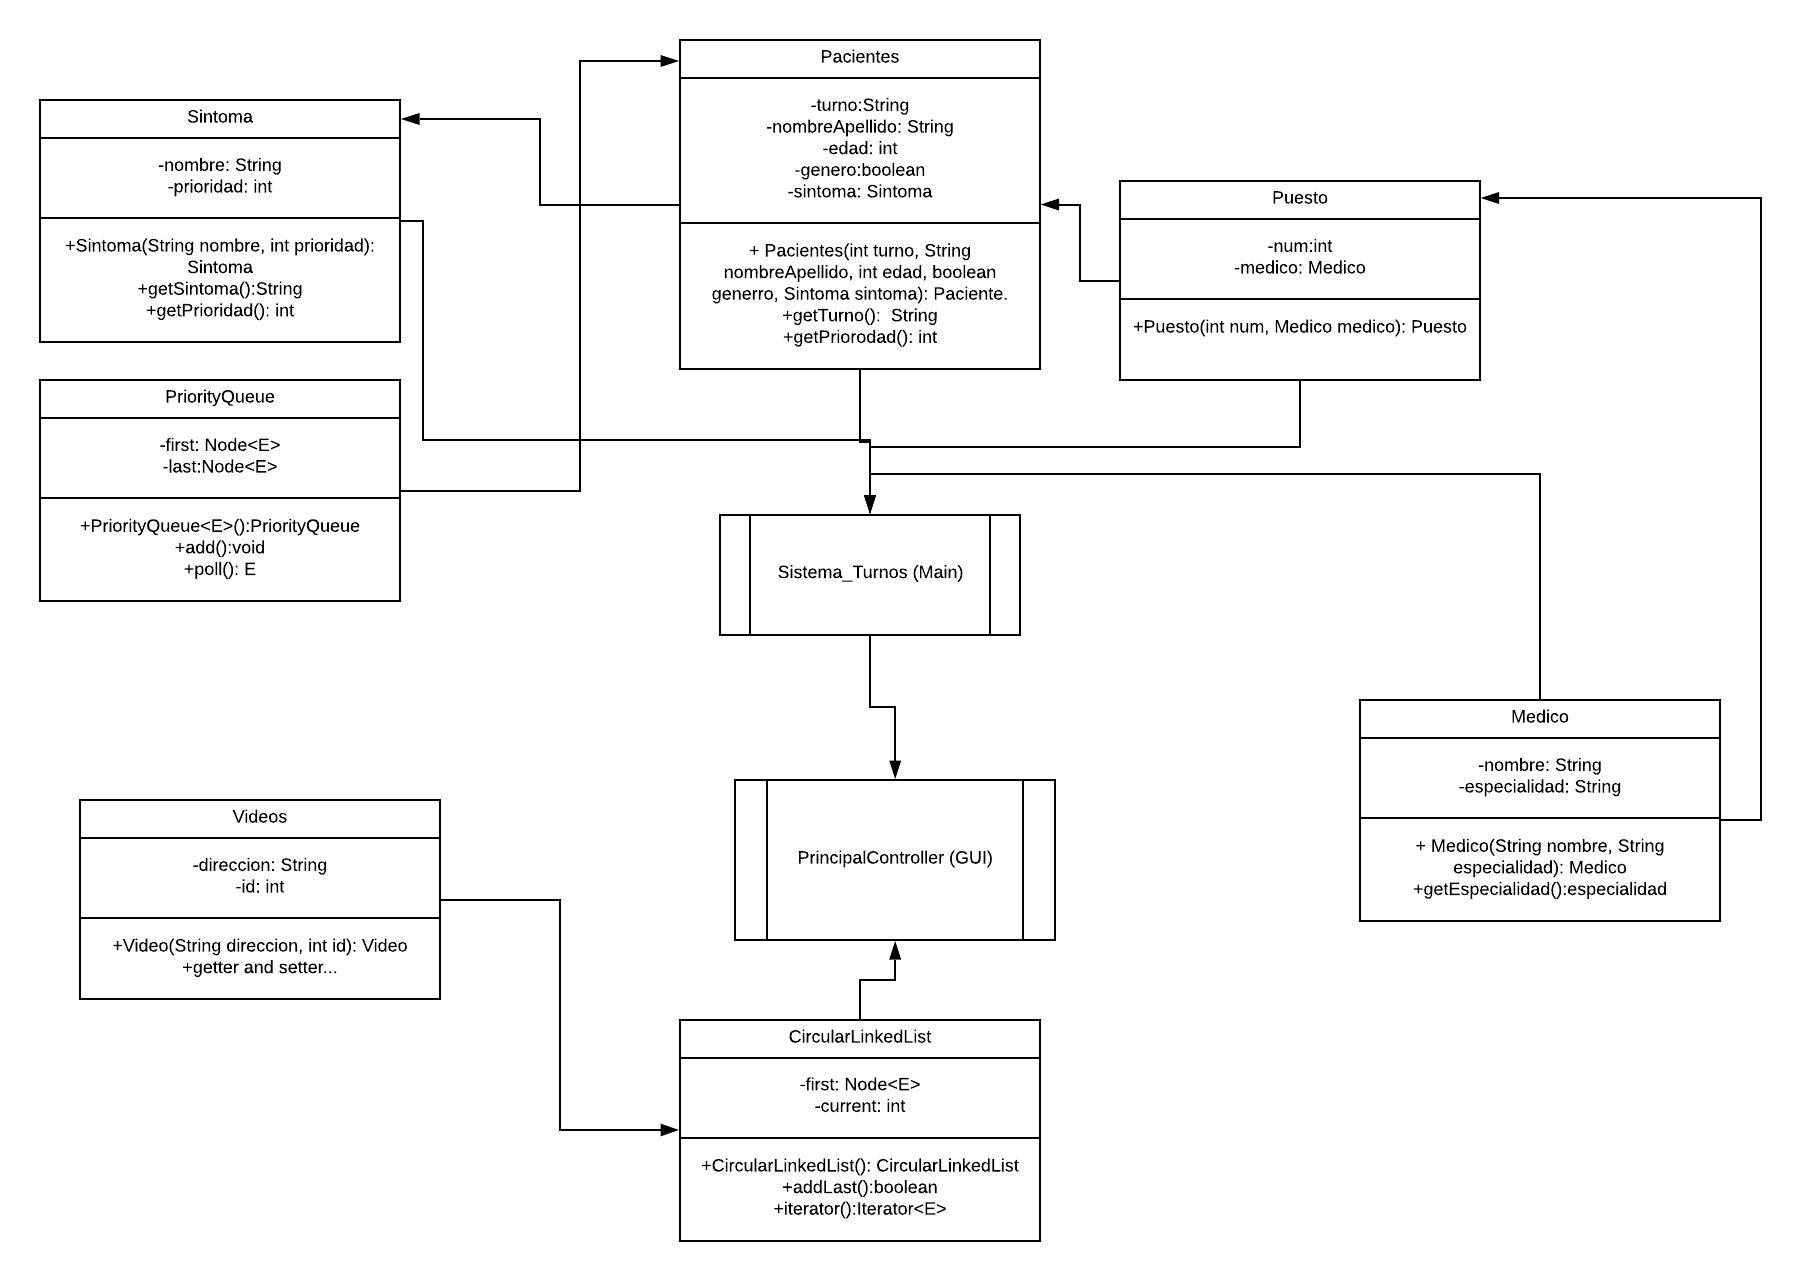 Pacientes
-turno:String
-nombreApellido: String
-edad: int
-genero:boolean
-sintoma: Sintoma
+ Pacientes(int turno, String
nombreApellido, int edad, boolean
generro, Sintoma sintoma): Paciente.
+getTurno():  String
+getPriorodad(): int
Sintoma
-nombre: String
-prioridad: int
+Sintoma(String nombre, int prioridad):
Sintoma
+getSintoma():String
+getPrioridad(): int
Puesto
-num:int
-medico: Medico
+Puesto(int num, Medico medico): Puesto
PriorityQueue
-first: Node<E>
-last:Node<E>
+PriorityQueue<E>():PriorityQueue
+add():void
+poll(): E
Sistema_Turnos (Main)
Medico
-nombre: String
-especialidad: String
+ Medico(String nombre, String
especialidad): Medico
+getEspecialidad():especialidad
PrincipalController (GUI)
Videos
-direccion: String
-id: int
+Video(String direccion, int id): Video
+getter and setter...
CircularLinkedList
-first: Node<E>
-current: int
+CircularLinkedList(): CircularLinkedList
+addLast():boolean
+iterator():Iterator<E>